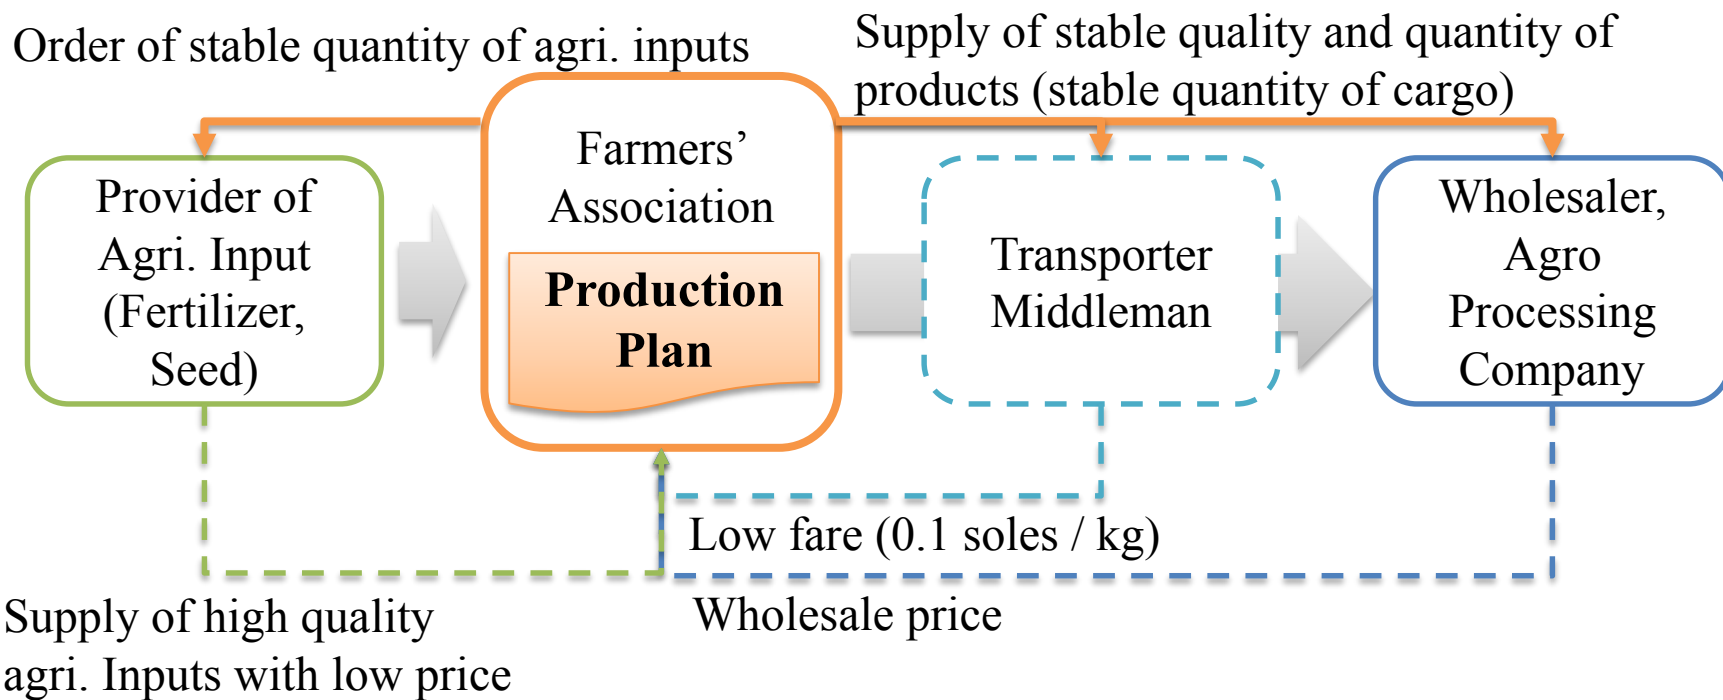 Order of stable quantity of agri. inputs
Supply of stable quality and quantity of
products (stable quantity of cargo)
Provider of
Agri. Input
(Fertilizer,
Seed)
Farmers’
Association
Production
Plan
Transporter
Middleman
Wholesaler,
Agro
Processing
Company
Low fare (0.1 soles / kg)
Wholesale price
Supply of high quality
agri. Inputs with low price